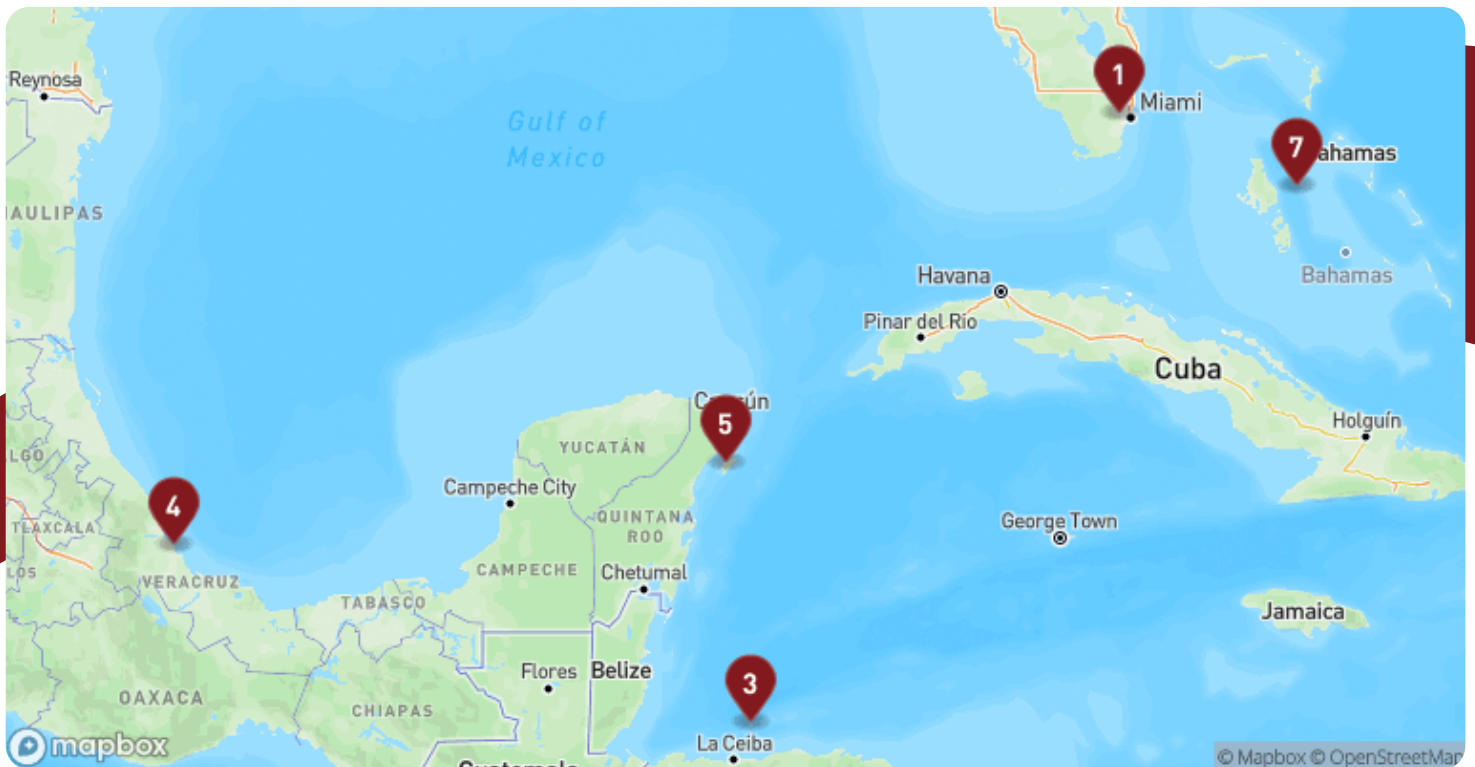 Reynosa
Gulf of
Mexico
1
Miami
7
ahamas
AULIPAS
Bahamas
Havana
Pinar del Rio
Cuba
5
Holguín
YUCATÁN
LGO
Campeche City
4
TLAXCALA
QUINTANA
ROO
George Town
LOS
VERACRUZ
CAMPECHE
Chetumal
TABASCO
Jamaica
Flores
Belize
3
OAXACA
CHIAPAS
mapbox
La Ceiba
© Mapbox © OpenStreetMap